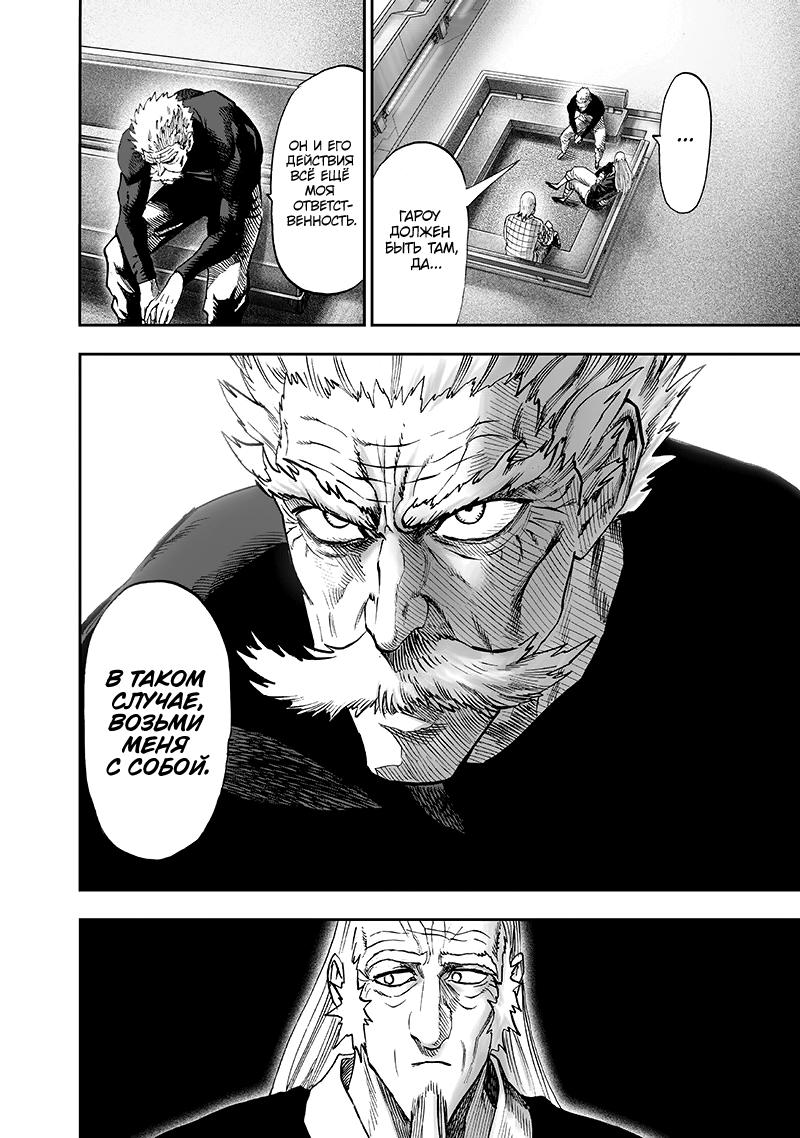 ...
ГАРОУ
ДОЛЖЕН
БЫТЬ ТАМ,
ДА...
ОН И ЕГО
ДЕЙСТВИЯ
ВСЁ ЕЩЁ
МОЯ
ОТВЕТСТ-
ВЕННОСТЬ.
В ТАКОМ
СЛУЧАЕ,
ВОЗЬМИ
МЕНЯ
С СОБОЙ.